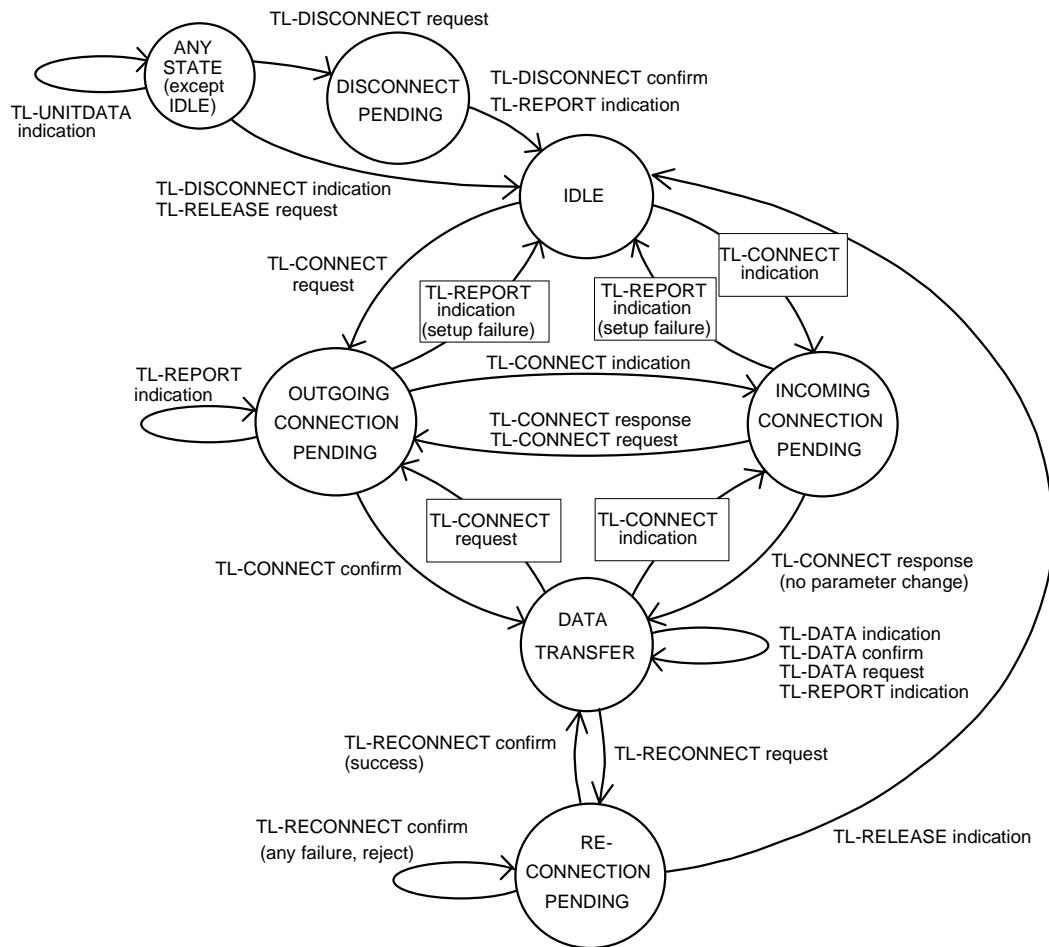 TL-DISCONNECT request
ANY
STATE
(except
IDLE)
TL-UNITDATA
indication
DISCONNECT
PENDING
TL-DISCONNECT confirm
TL-REPORT indication
TL-DISCONNECT indication
TL-RELEASE request
IDLE
TL-CONNECT
request
TL-REPORT
indication
(setup failure)
TL-REPORT
indication
(setup failure)
TL-CONNECT
indication
TL-REPORT
indication
OUTGOING
CONNECTION
PENDING
TL-CONNECT indication
TL-CONNECT response
TL-CONNECT request
INCOMING
CONNECTION
PENDING
TL-CONNECT
request
TL-CONNECT
indication
TL-CONNECT confirm
TL-CONNECT response
(no parameter change)
DATA
TRANSFER
TL-DATA indication
TL-DATA confirm
TL-DATA request
TL-REPORT indication
TL-RECONNECT confirm
(success)
TL-RECONNECT request
TL-RECONNECT confirm
(any failure, reject)
RE-
CONNECTION
PENDING
TL-RELEASE indication